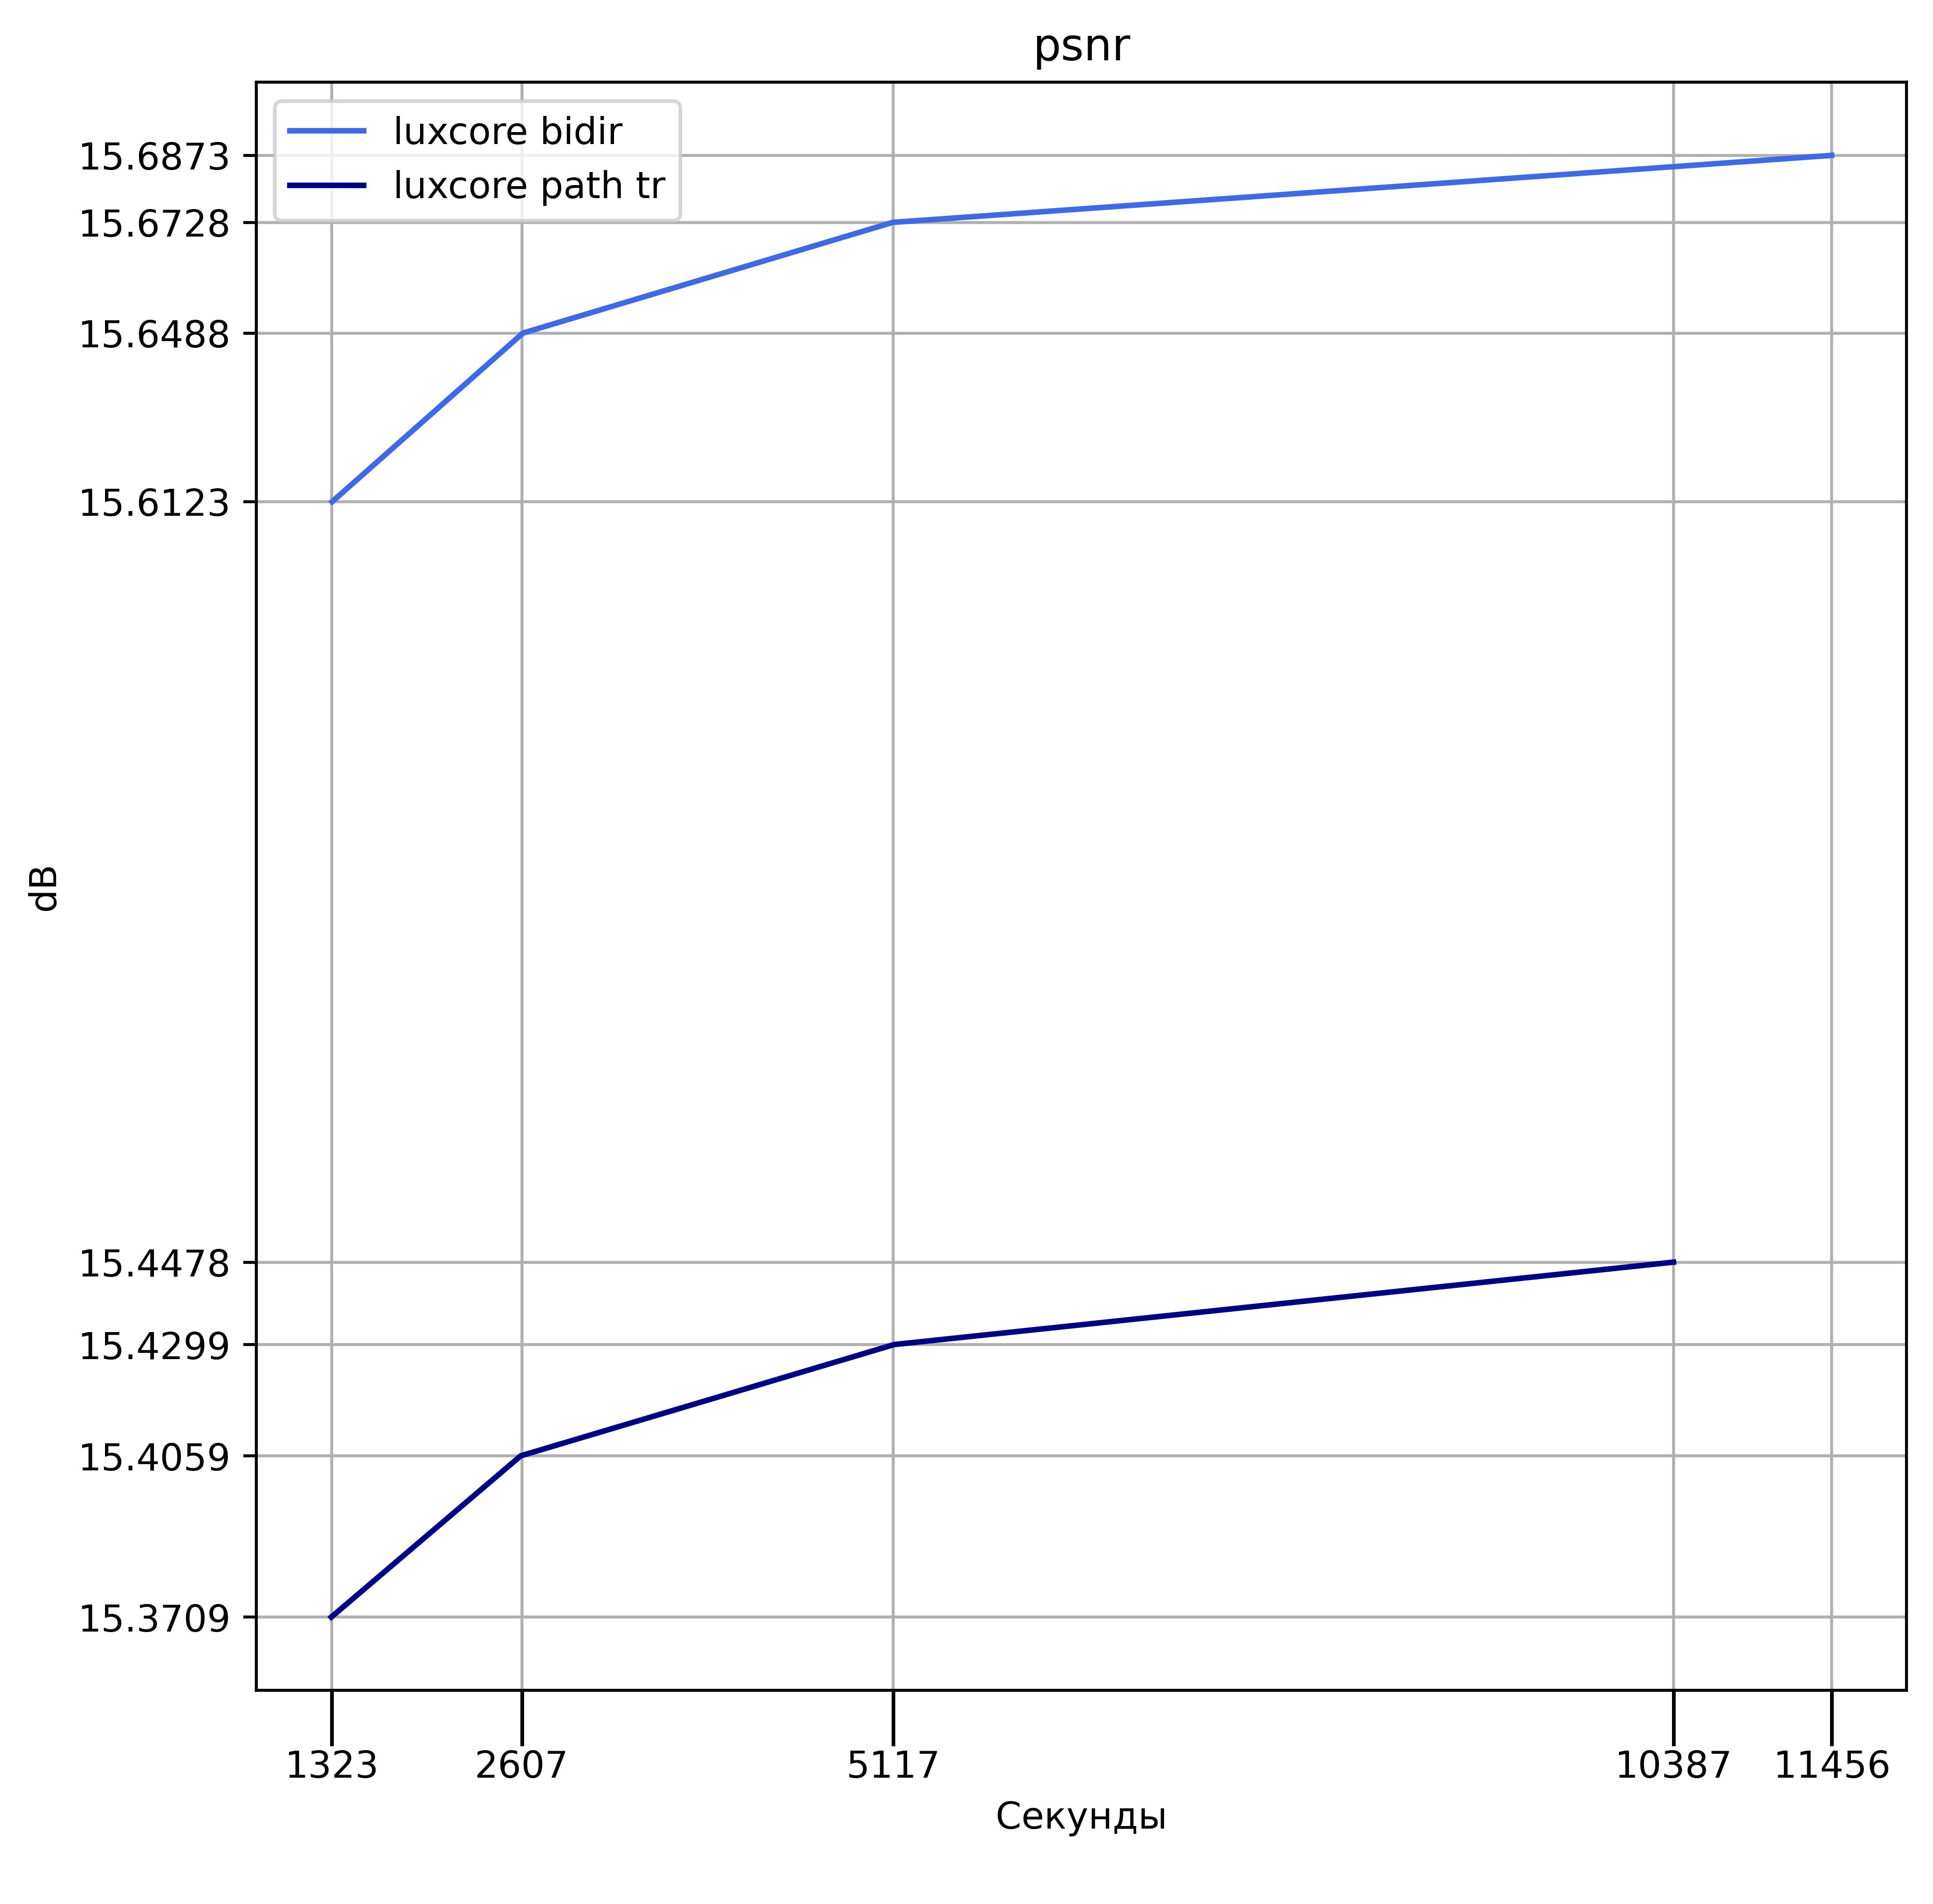 psnr
luxcore bidir
luxcore path tr
15.6873
15.6728
15.6488
15.6123
15.4478
15.4299
15.4059
15.3709
dB
1323 2607 5117 10387 11456
Секунды